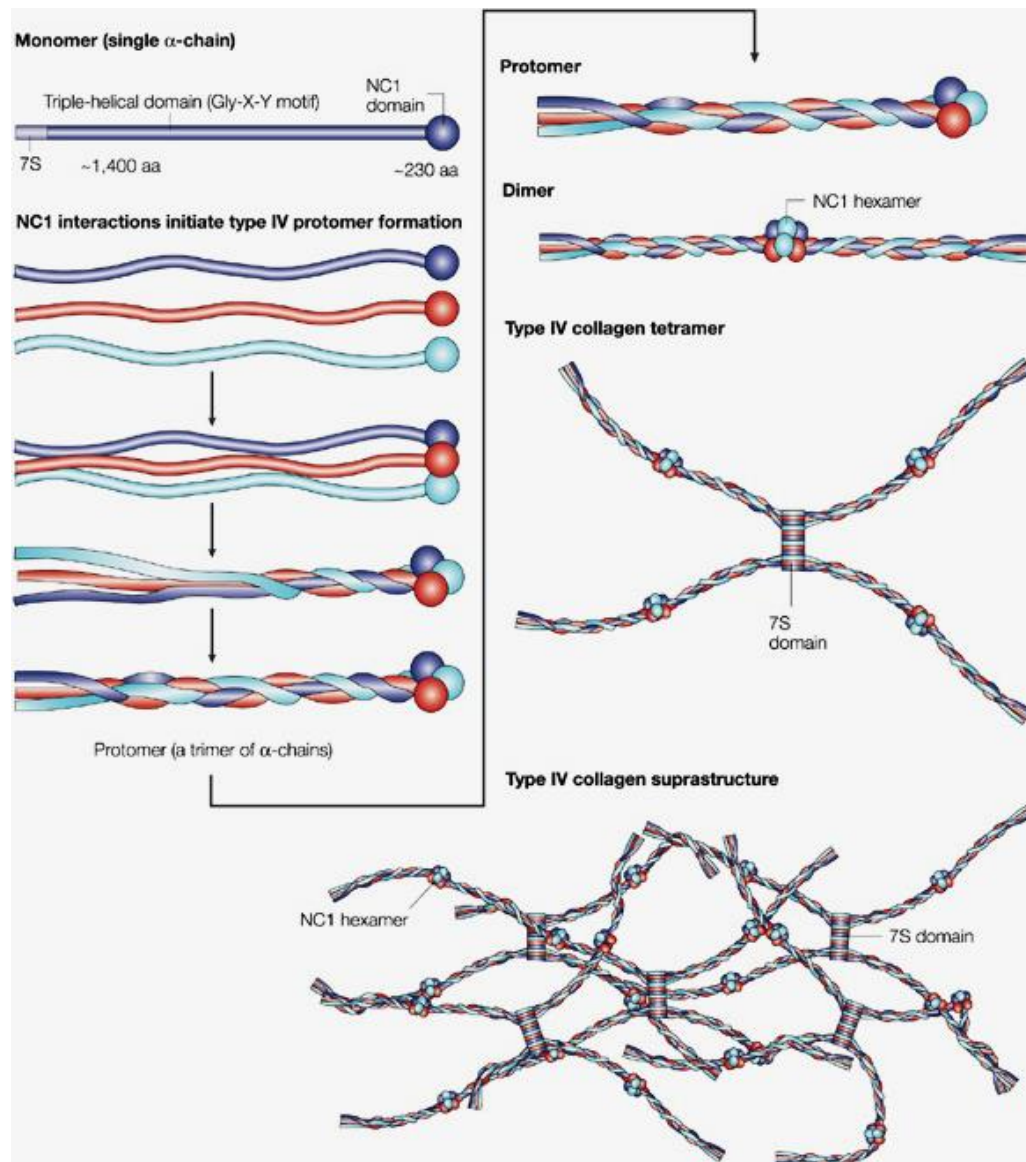 Monomer (single α-chain)
Triple-helical domain (Gly-X-Y motif)
NC1
domain
7S
~1,400 aa
~230 aa
NC1 interactions initiate type IV protomer formation
Protomer (a trimer of α-chains)
Protomer
Dimer
NC1 hexamer
Type IV collagen tetramer
7S
domain
Type IV collagen suprastructure
NC1 hexamer
7S domain